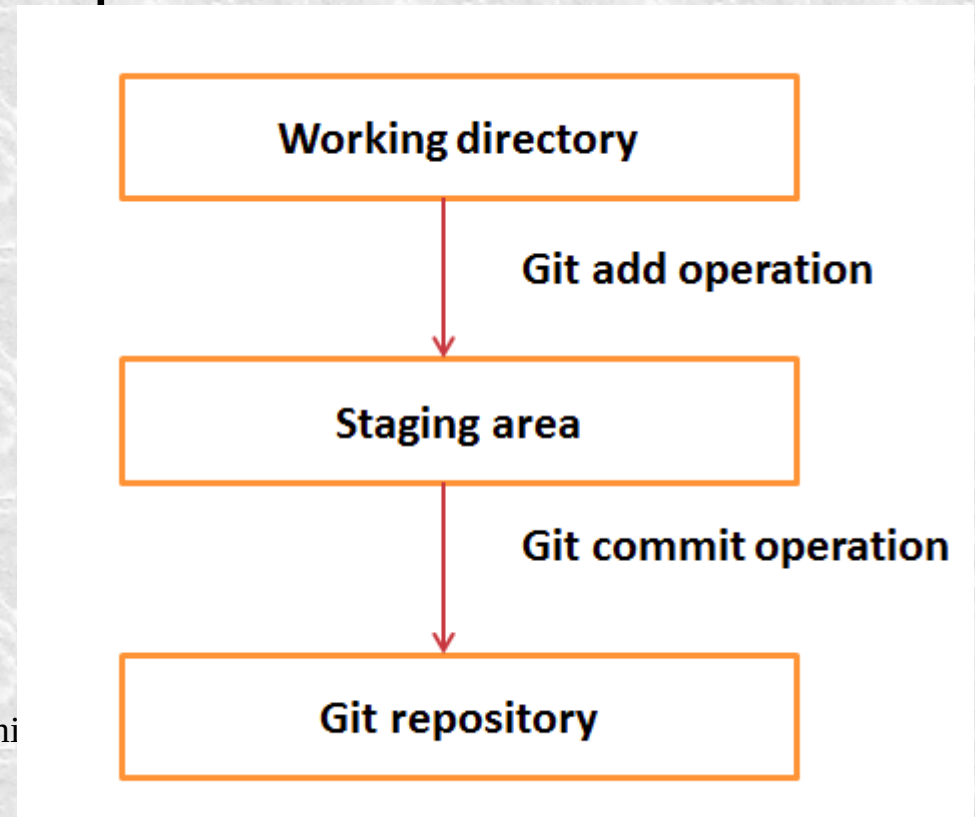 Working directory
Git add operation
Staging area
Git commit operation
Git repository